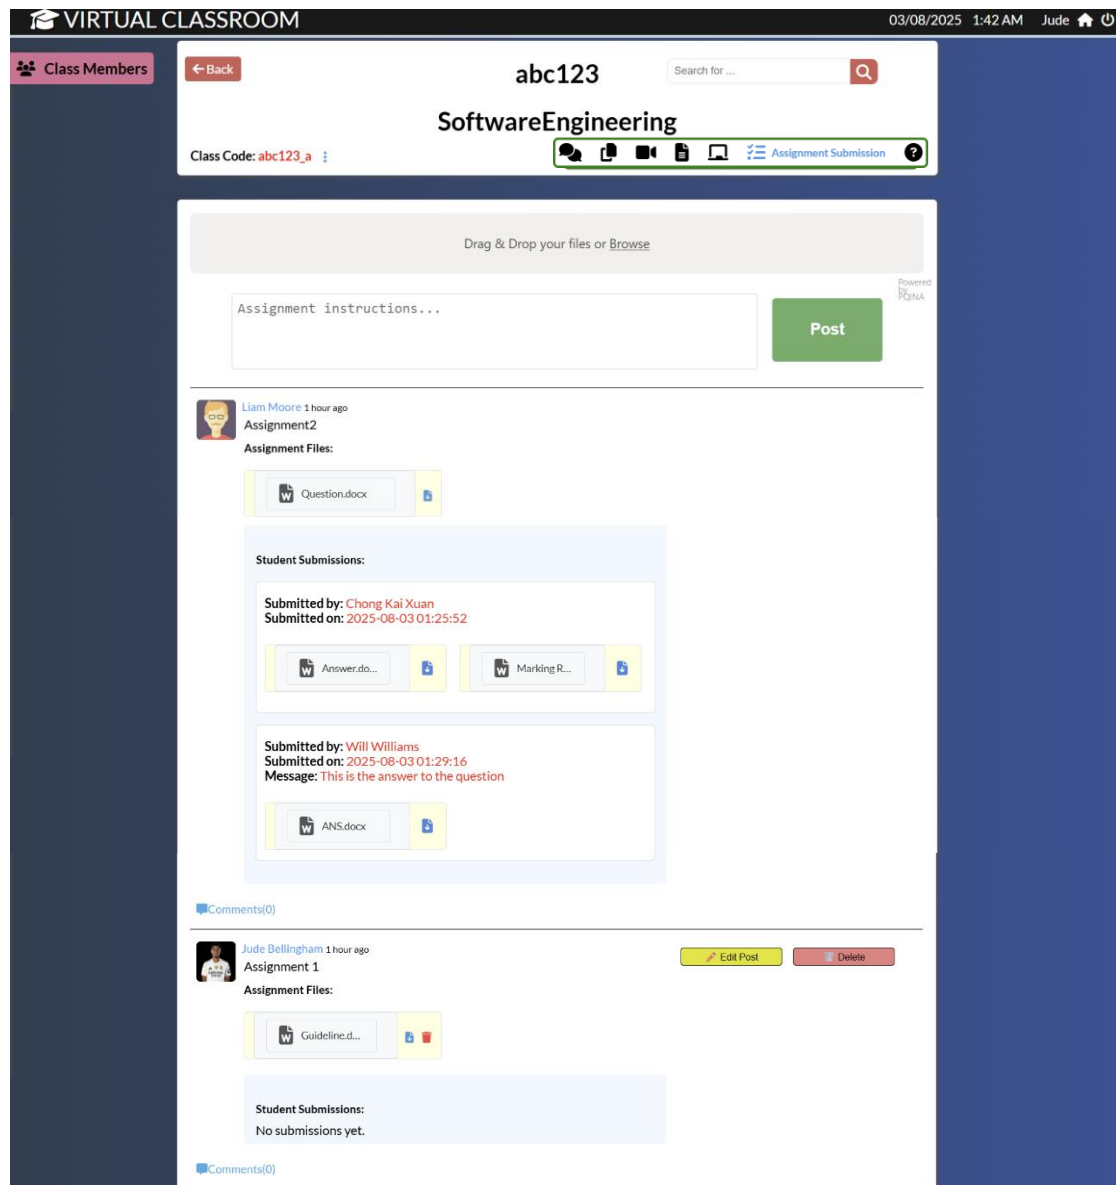 VIRTUAL CLASSROOM
03/08/2025 1:42 AM Jude
Class Members
Back
abc123
Search for ...
SoftwareEngineering
Class Code: abc123_a
Assignment Submission
Drag & Drop your files or Browse
Powered
by
PQINA
Assignment instructions...
Post
Liam Moore 1 hour ago
Assignment2
Assignment Files:
Question.docx
Student Submissions:
Submitted by: Chong Kai Xuan
Submitted on: 2025-08-03 01:25:52
Answer.do...
Marking R...
Submitted by: Will Williams
Submitted on: 2025-08-03 01:29:16
Message: This is the answer to the question
ANS.docx
Comments(0)
Jude Bellingham 1 hour ago
Edit Post
Delete
Assignment 1
Assignment Files:
Guideline.d...
Student Submissions:
No submissions yet.
Comments(0)